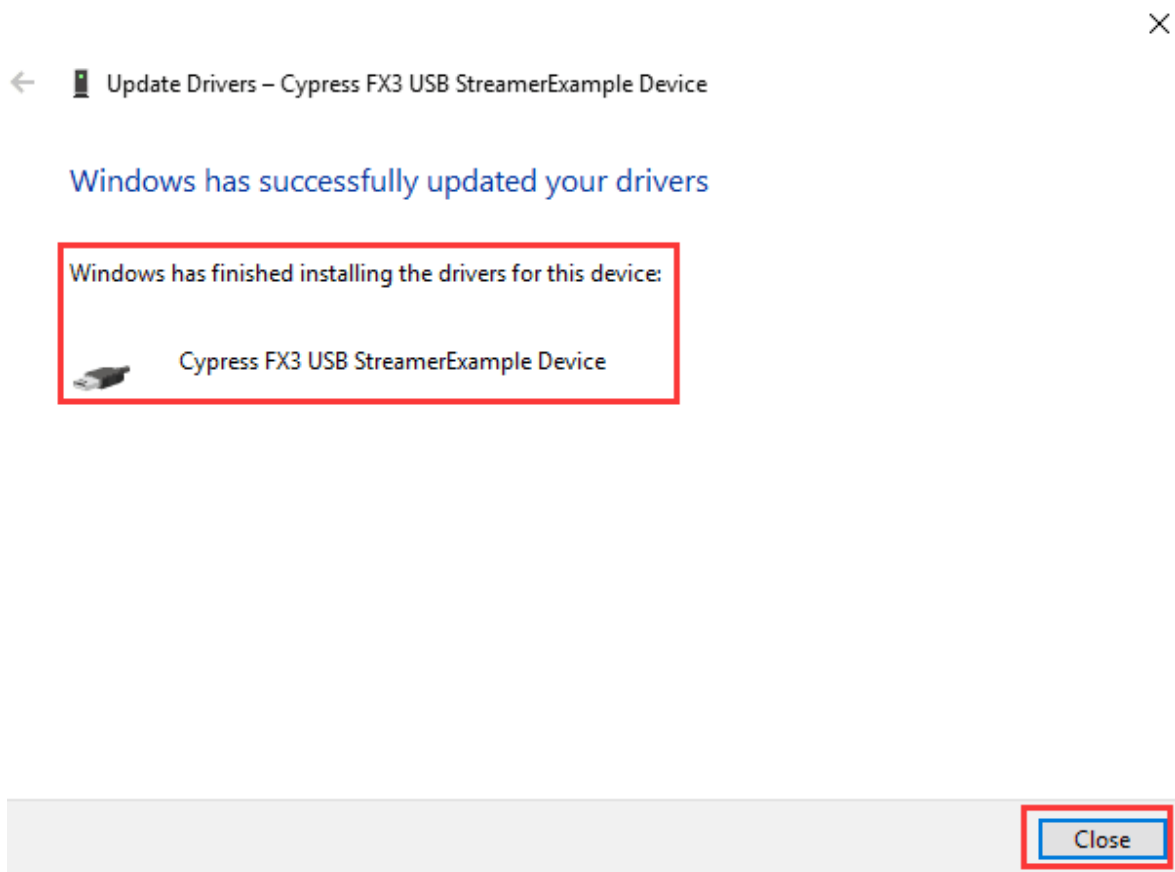 Update Drivers – Cypress FX3 USB StreamerExample Device
Windows has successfully updated your drivers
Windows has finished installing the drivers for this device:
Cypress FX3 USB StreamerExample Device
Close